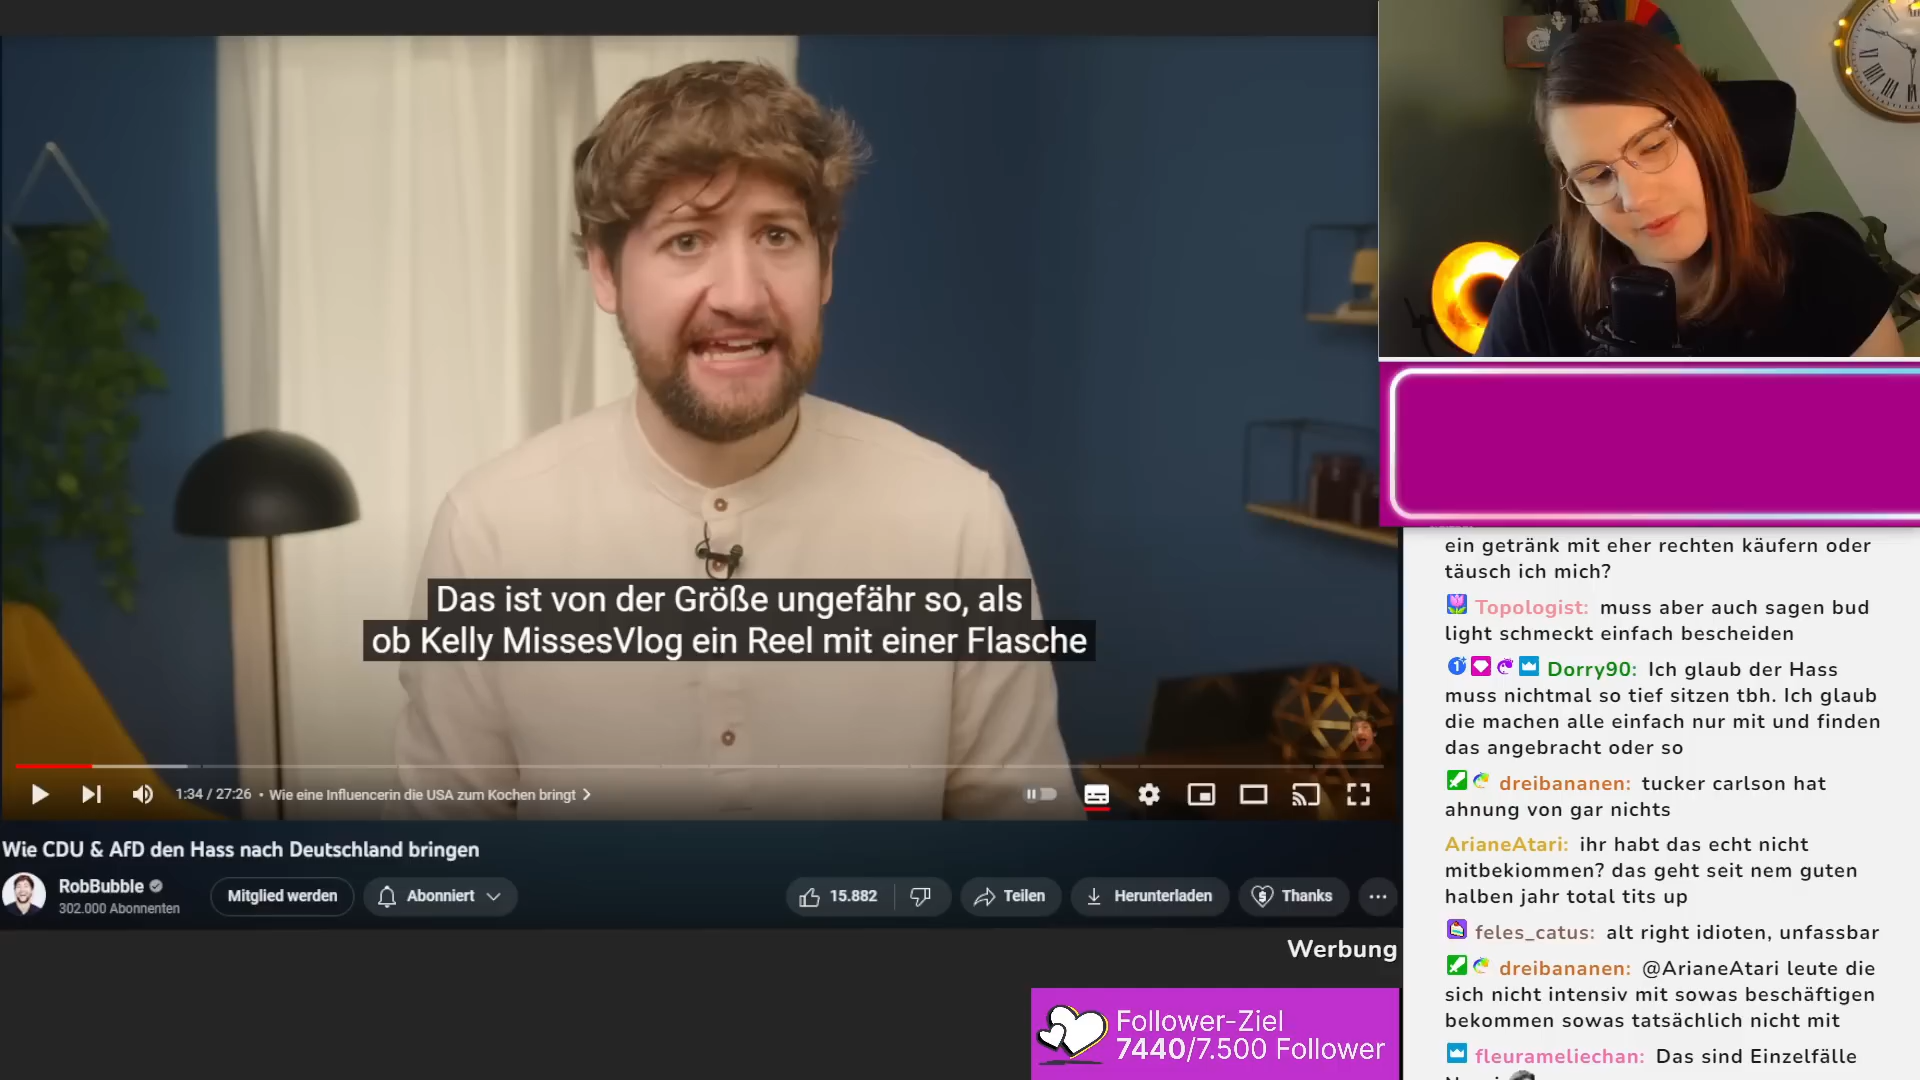 Das ist von der Größe ungefähr so, als
ob Kelly MissesVlog ein Reel mit einer Flasche
1:34 / 27:26 • Wie eine Influencerin die USA zum Kochen bringt
Wie CDU & AfD den Hass nach Deutschland bringen
RobBubble
302.000 Abonnenten
Mitglied werden
Abonniert
15.882
Teilen
Herunterladen
Thanks
Werbung
Follower-Ziel
7440/7.500 Follower
ein getränk mit eher rechten käufern oder
täusch ich mich?
Topologist: muss aber auch sagen bud
light schmeckt einfach bescheiden
Dorry90: Ich glaub der Hass
muss nichtmal so tief sitzen tbh. Ich glaub
die machen alle einfach nur mit und finden
das angebracht oder so
dreibananen: tucker carlson hat
ahnung von gar nichts
ArianeAtari: ihr habt das echt nicht
mitbekiommen? das geht seit nem guten
halben jahr total tits up
feles_catus: alt right idioten, unfassbar
dreibananen: @ArianeAtari leute die
sich nicht intensiv mit sowas beschäftigen
bekommen sowas tatsächlich nicht mit
fleurameliechan: Das sind Einzelfälle